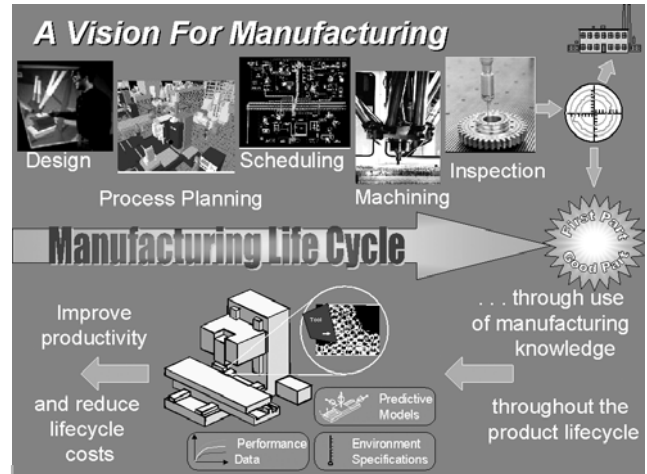 A Vision For Manufacturing
Design
Process Planning
Scheduling
Machining
Inspection
Manufacturing Life Cycle
First Part
Good Part
. . . through use
of manufacturing
knowledge
throughout the
product lifecycle
Tool
Predictive
Models
Performance
Data
Environment
Specifications
Improve
productivity
and reduce
lifecycle
costs